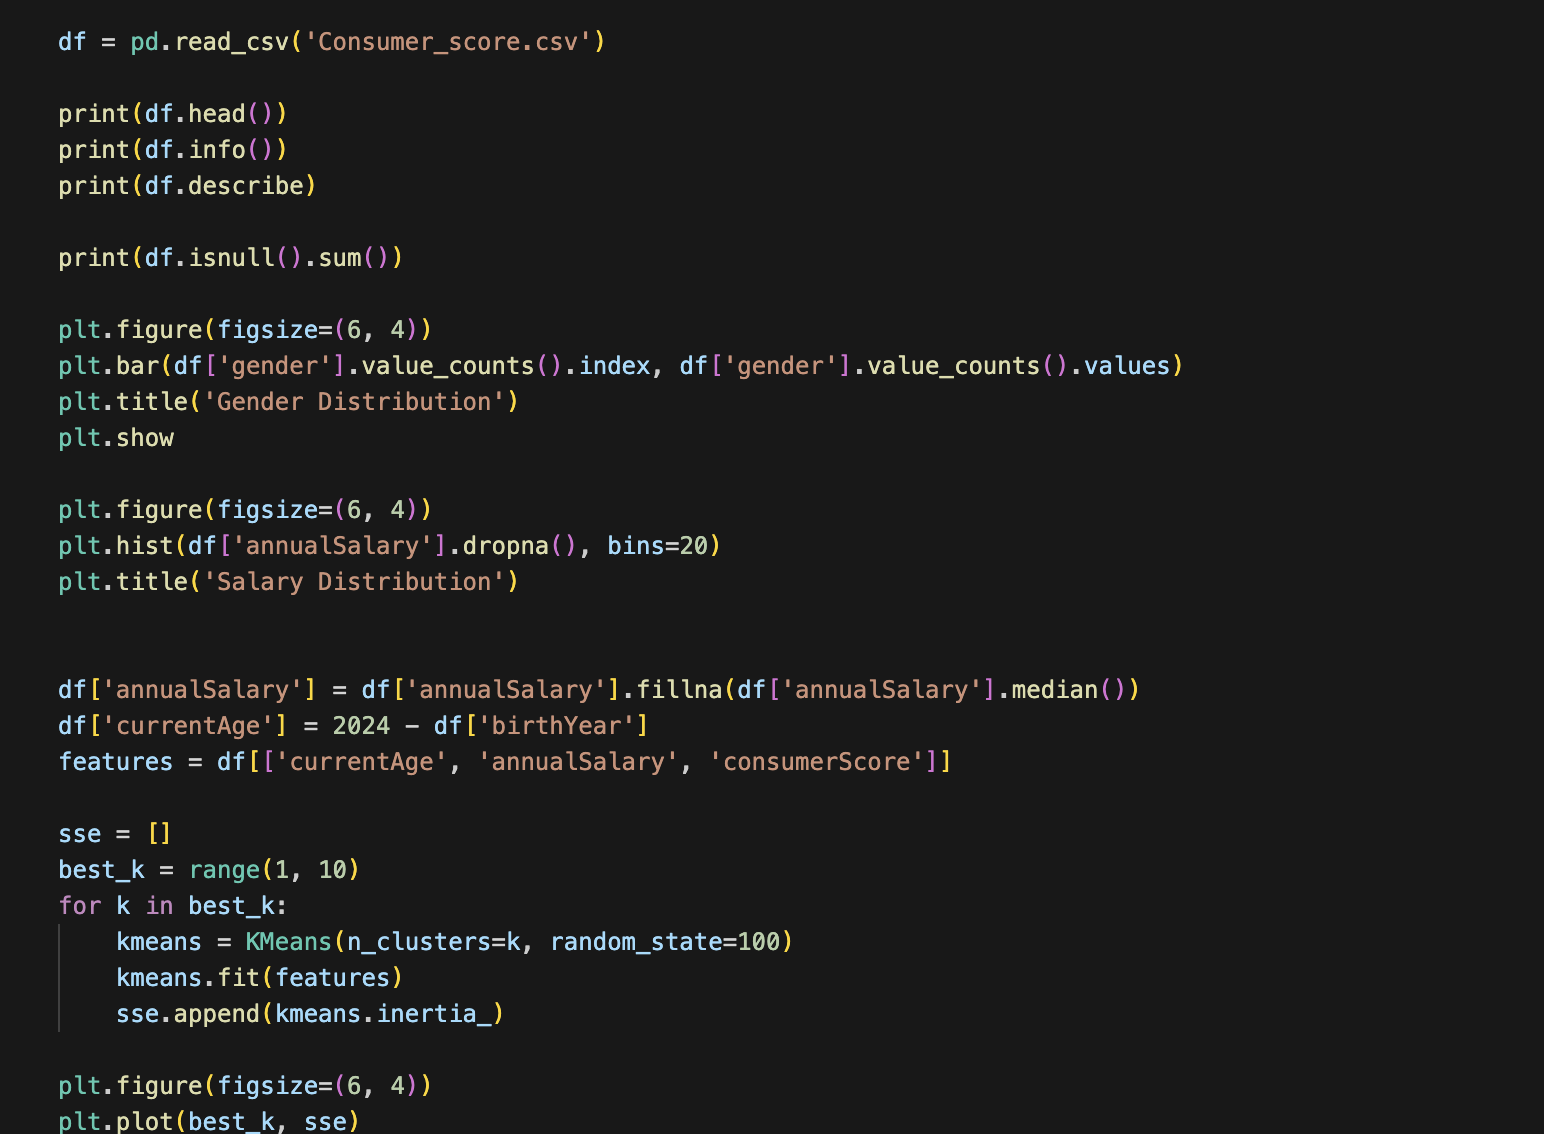 df = pd.read_csv('Consumer_score.csv')
print(df.head())
print(df.info())
print(df.describe)
print(df.isnull().sum())
plt.figure(figsize=(6, 4))
plt.bar(df['gender'].value_counts().index, df['gender'].value_counts().values)
plt.title('Gender Distribution')
plt.show
plt.figure(figsize=(6, 4))
plt.hist(df['annualSalary'].dropna(), bins=20)
plt.title('Salary Distribution')
df['annualSalary'] = df['annualSalary'].fillna(df['annualSalary'].median())
df['currentAge'] = 2024 - df['birthYear']
features = df[['currentAge', 'annualSalary', 'consumerScore']]
sse = []
best_k = range(1, 10)
for k in best_k:
    kmeans = KMeans(n_clusters=k, random_state=100)
    kmeans.fit(features)
    sse.append(kmeans.inertia_)
plt.figure(figsize=(6, 4))
plt.plot(best_k, sse)